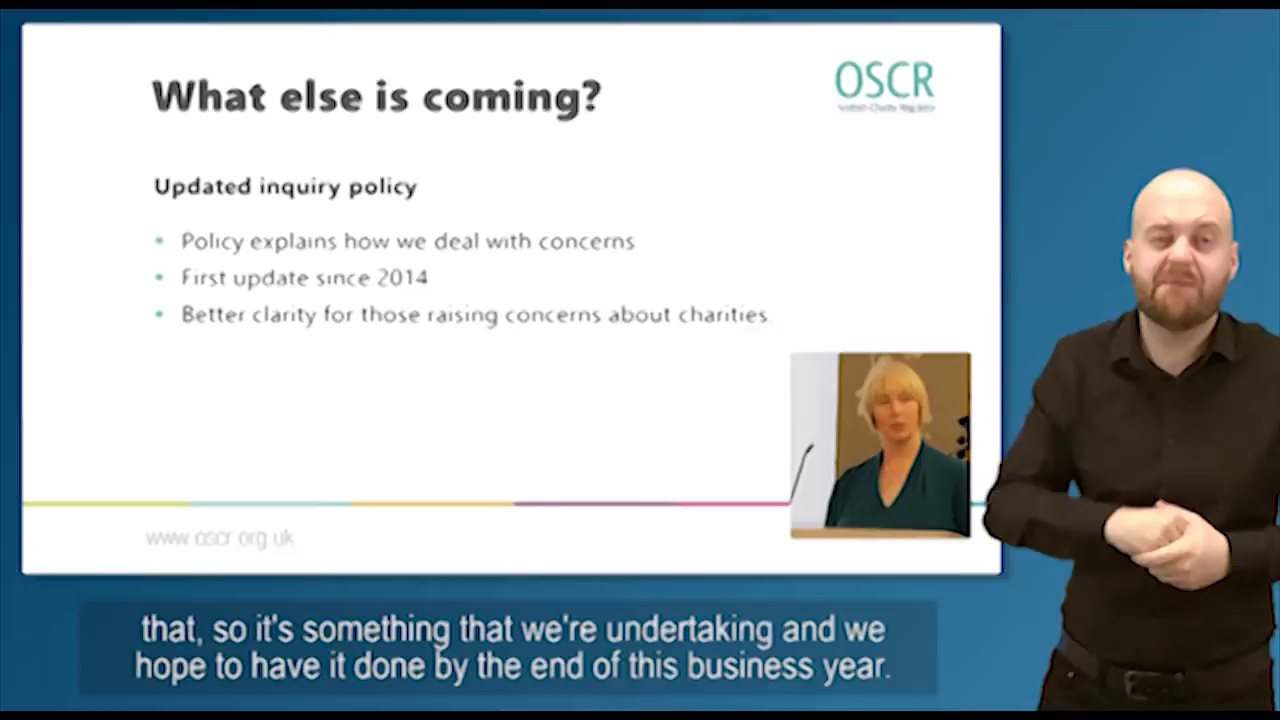 What else is coming?
OSCR
Scottish Charity Regulator
Updated inquiry policy
• Policy explains how we deal with concerns
• First update since 2014
• Better clarity for those raising concerns about charities
www.oscr.org.uk
that, so it's something that we're undertaking and we
hope to have it done by the end of this business year.